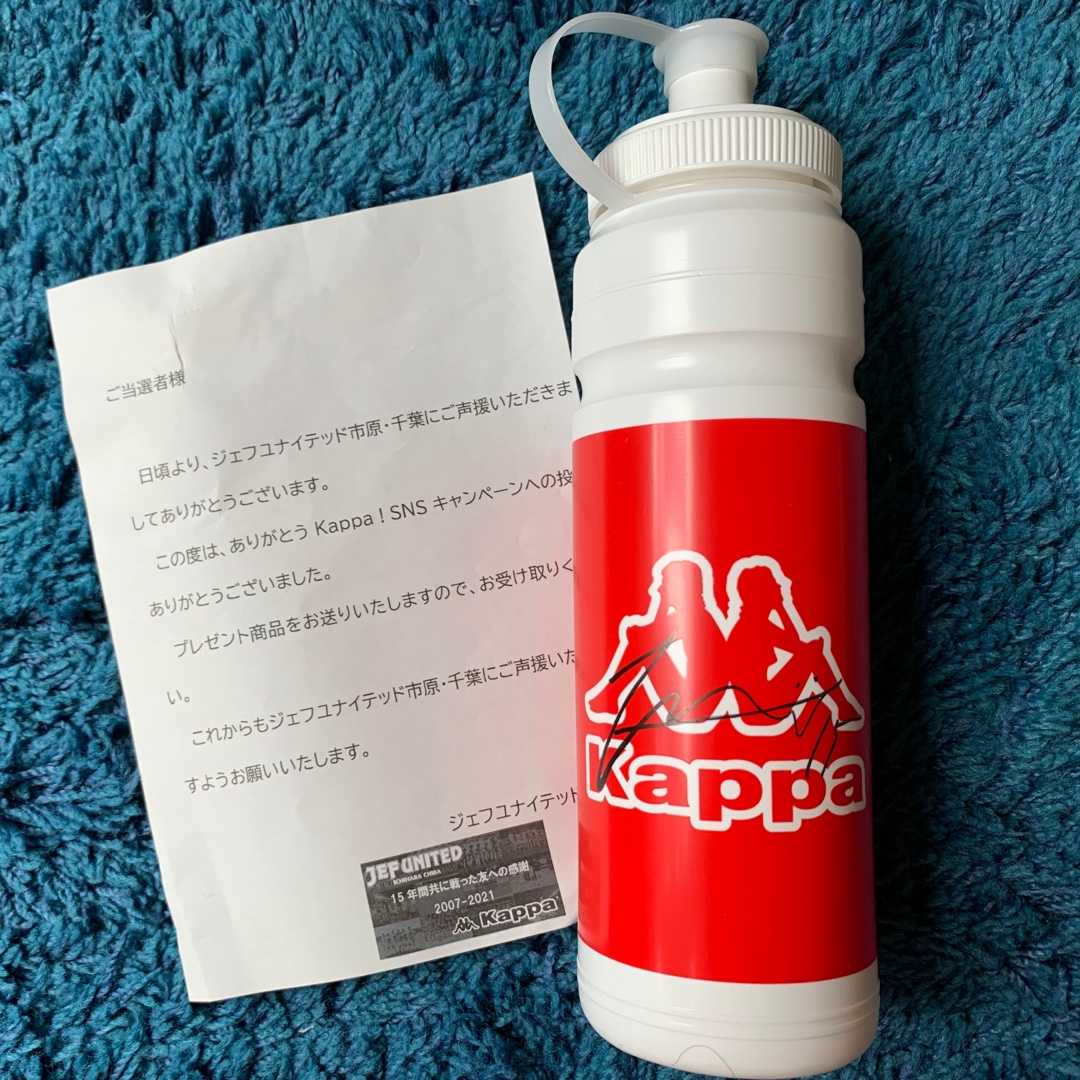 ご当選者様
日頃より、ジェフユナイテッド市原・千葉にご声援いただきま
してありがとうございます。
この度は、ありがとう Kappa！SNS キャンペーンへの投
ありがとうございました。
プレゼント商品をお送りいたしますので、お受け取りく
い。
これからもジェフユナイテッド市原・千葉にご声援いた
すようお願いいたします。
ジェフユナイテッド
JEF UNITED
ICHIHARA CHIBA
15年間共に戦った友への感謝
2007-2021
Kappa
Kappa